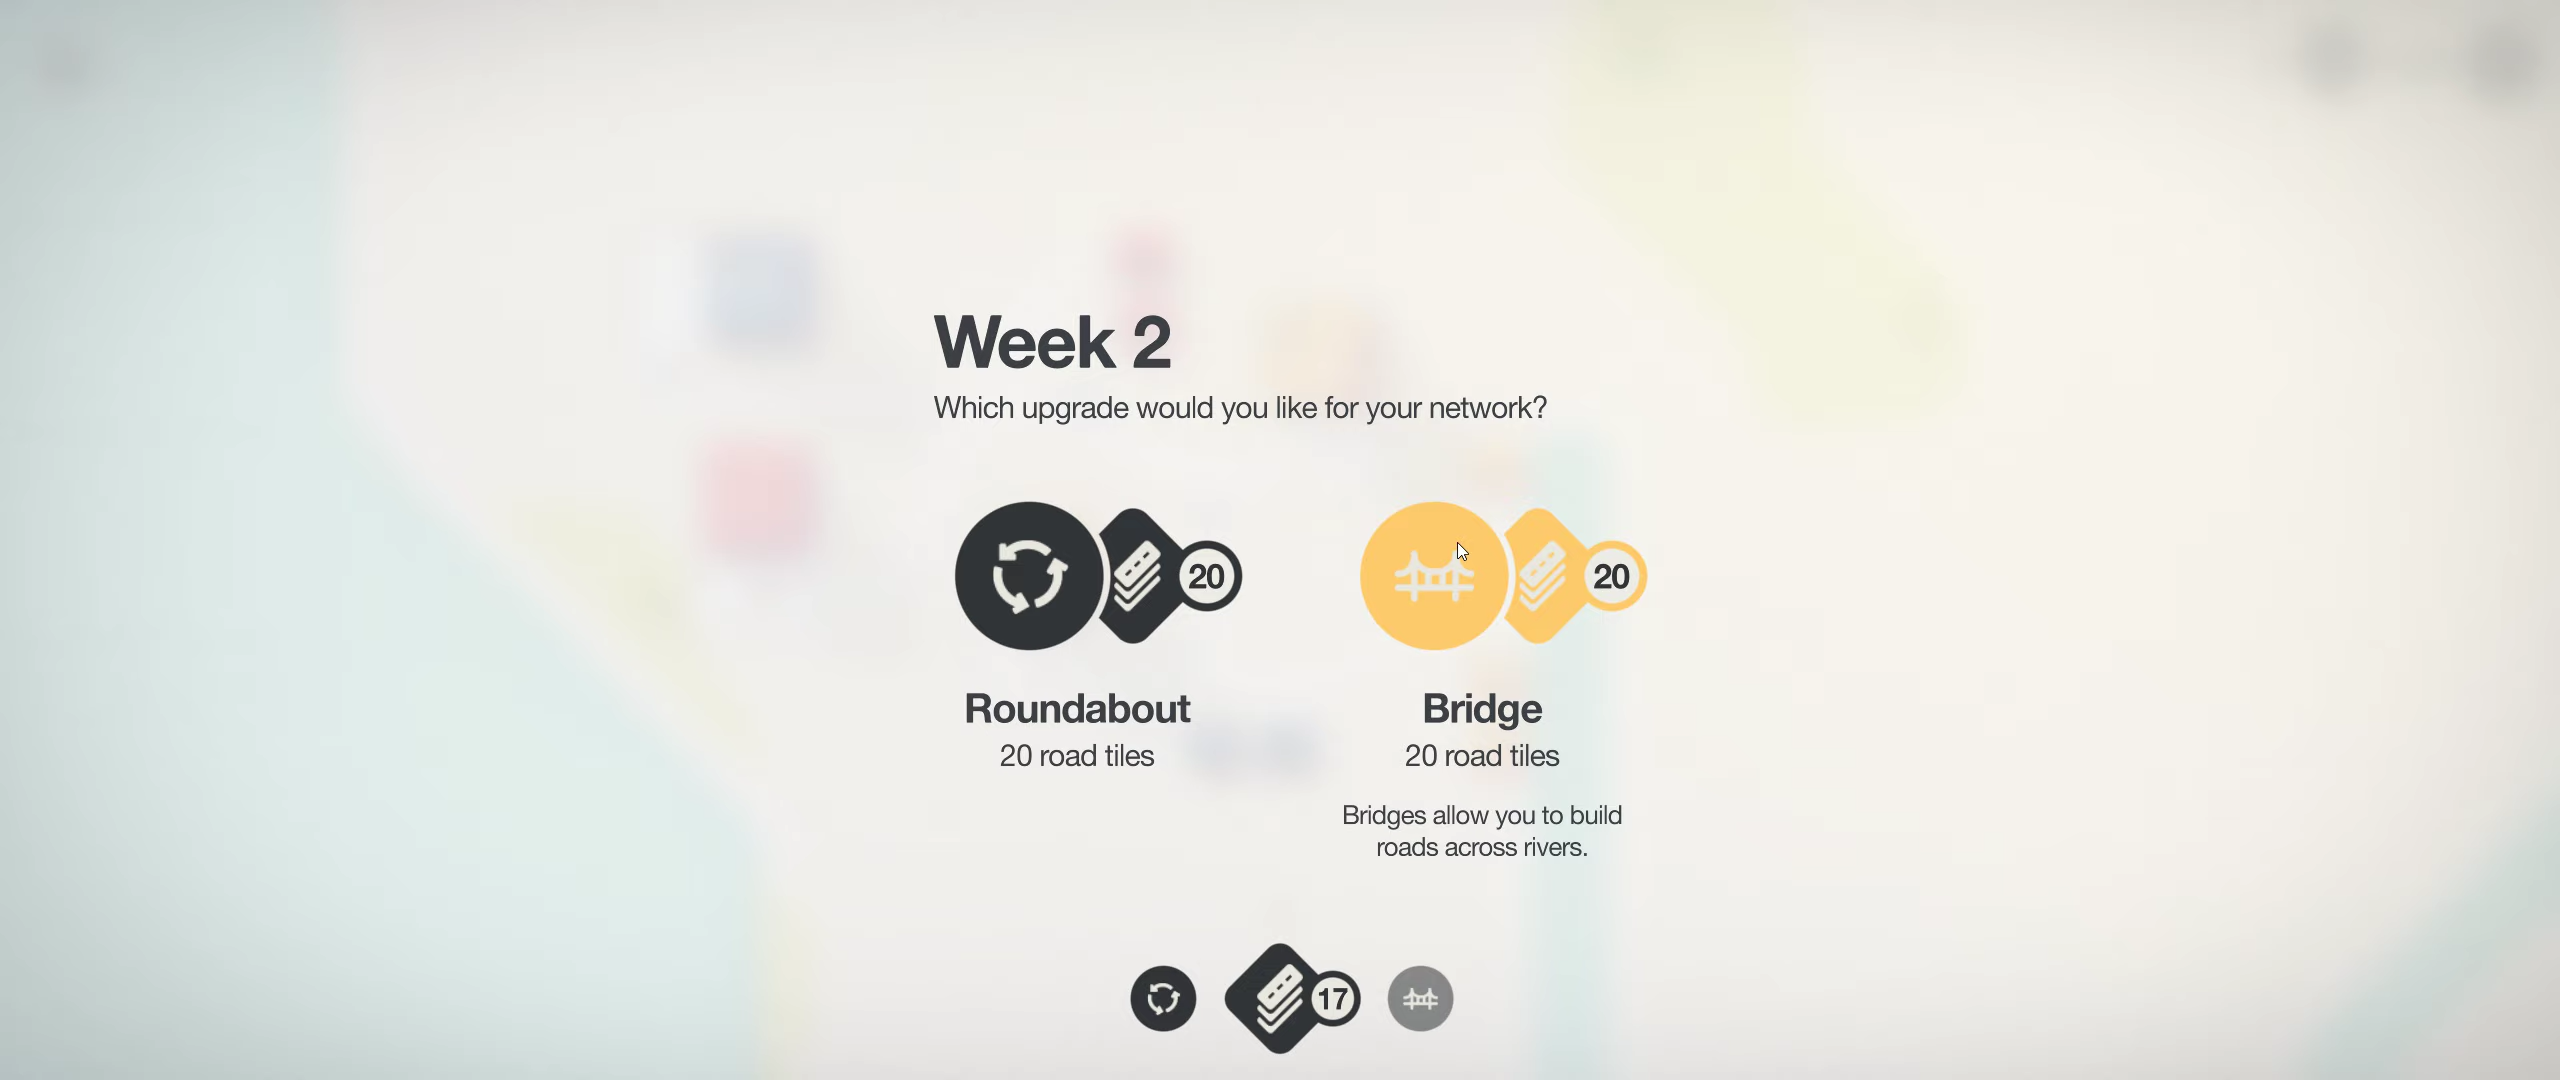 Week 2
Which upgrade would you like for your network?
20
20
Roundabout
Bridge
20 road tiles
20 road tiles
Bridges allow you to build
roads across rivers.
17